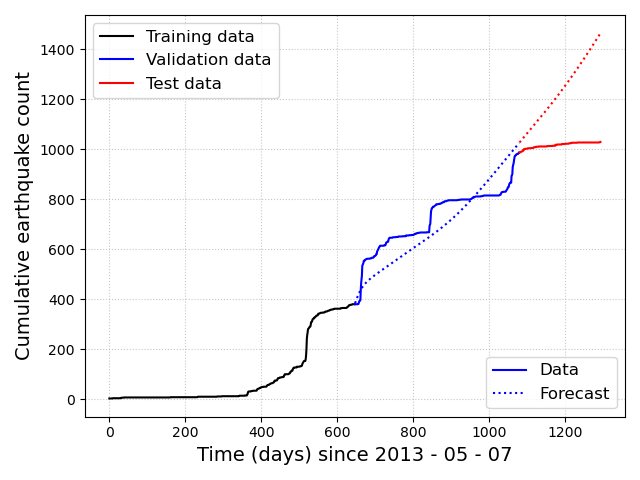 Cumulative earthquake count
1400
1200
1000
800
600
400
200
0
Training data
Validation data
Test data
Data
Forecast
0 200 400 600 800 1000 1200
Time (days) since 2013 - 05 - 07